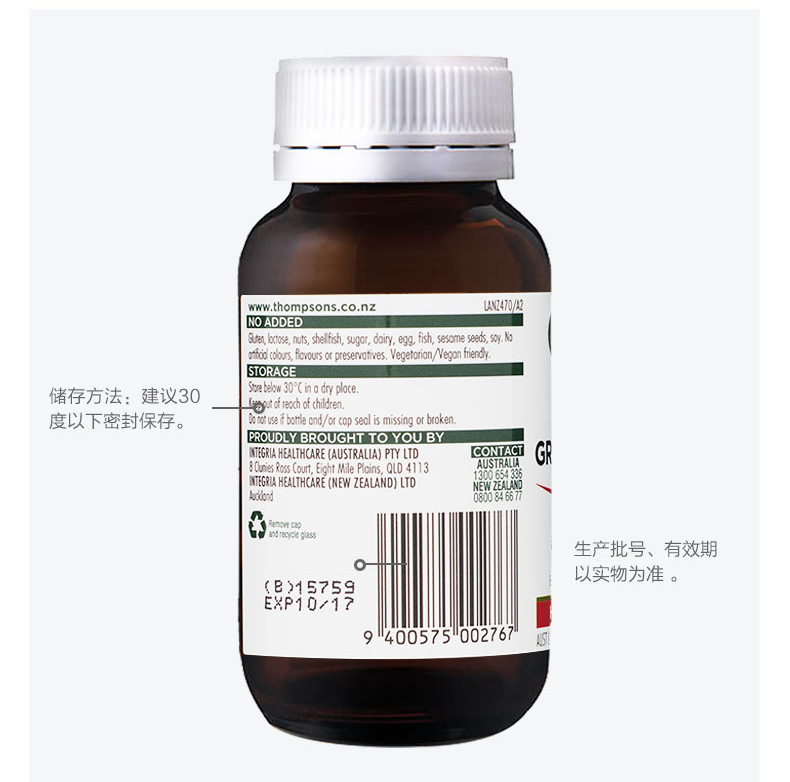 www.thompsons.co.nz LANZ470/A2
NO ADDED
Gluten, lactose, nuts, shellfish, sugar, dairy, egg, fish, sesame seeds, soy. No
artificial colours, flavours or preservatives. Vegetarian/Vegan friendly.
STORAGE
Store below 30°C in a dry place.
Keep out of reach of children.
Do not use if bottle and/or cap seal is missing or broken.
储存方法：建议30
度以下密封保存。
PROUDLY BROUGHT TO YOU BY
INTEGRIA HEALTHCARE (AUSTRALIA) PTY LTD
8 Clunies Ross Court, Eight Mile Plains, QLD 4113
INTEGRIA HEALTHCARE (NEW ZEALAND) LTD
Auckland
CONTACT
AUSTRALIA
1300 654 336
NEW ZEALAND
0800 84 66 77
GR
Remove cap
and recycle glass
生产批号、有效期
以实物为准 。
(B)15759
EXP10/17
9 400575 002767
AUST